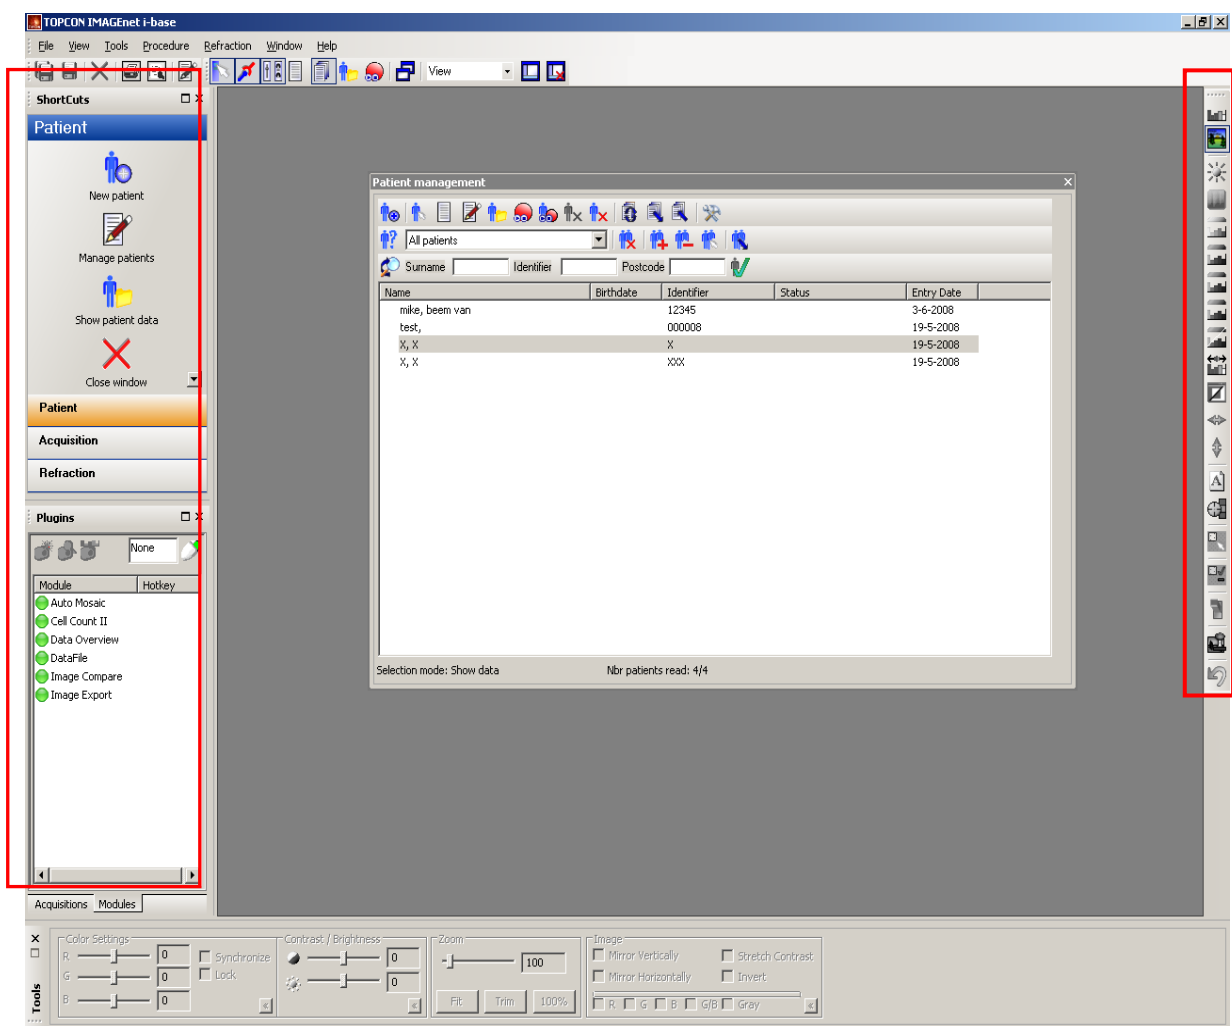 TOPCON IMAGEnet i-base
File View Tools Procedure Refraction Window Help
View
ShortCuts
Patient
New patient
Manage patients
Show patient data
Close window
Patient
Acquisition
Refraction
Plugins
None
Module Hotkey
Auto Mosaic
Cell Count II
Data Overview
DataFile
Image Compare
Image Export
Acquisitions Modules
Patient management
All patients
Surname Identifier Postcode
Name Birthdate Identifier Status Entry Date
mike, beem van 12345 3-6-2008
test, 000008 19-5-2008
X, X X 19-5-2008
X, X XXX 19-5-2008
Selection mode: Show data Nbr patients read: 4/4
Tools
Color Settings
R 0 Synchronize
G 0 Lock
B 0
Contrast / Brightness
0
0
Zoom
100
Fit Trim 100%
Image
Mirror Vertically Stretch Contrast
Mirror Horizontally Invert
R G B G/B Gray